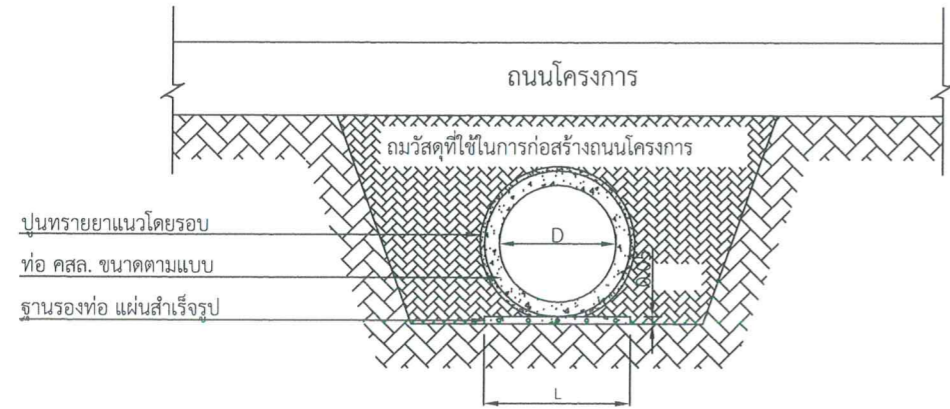 ถนนโครงการ
ถมวัสดุที่ใช้ในการก่อสร้างถนนโครงการ
ปูนทรายยาแนวโดยรอบ
D
ท่อ คสล. ขนาดตามแบบ
0.05
ฐานรองท่อ แผ่นสำเร็จรูป
L